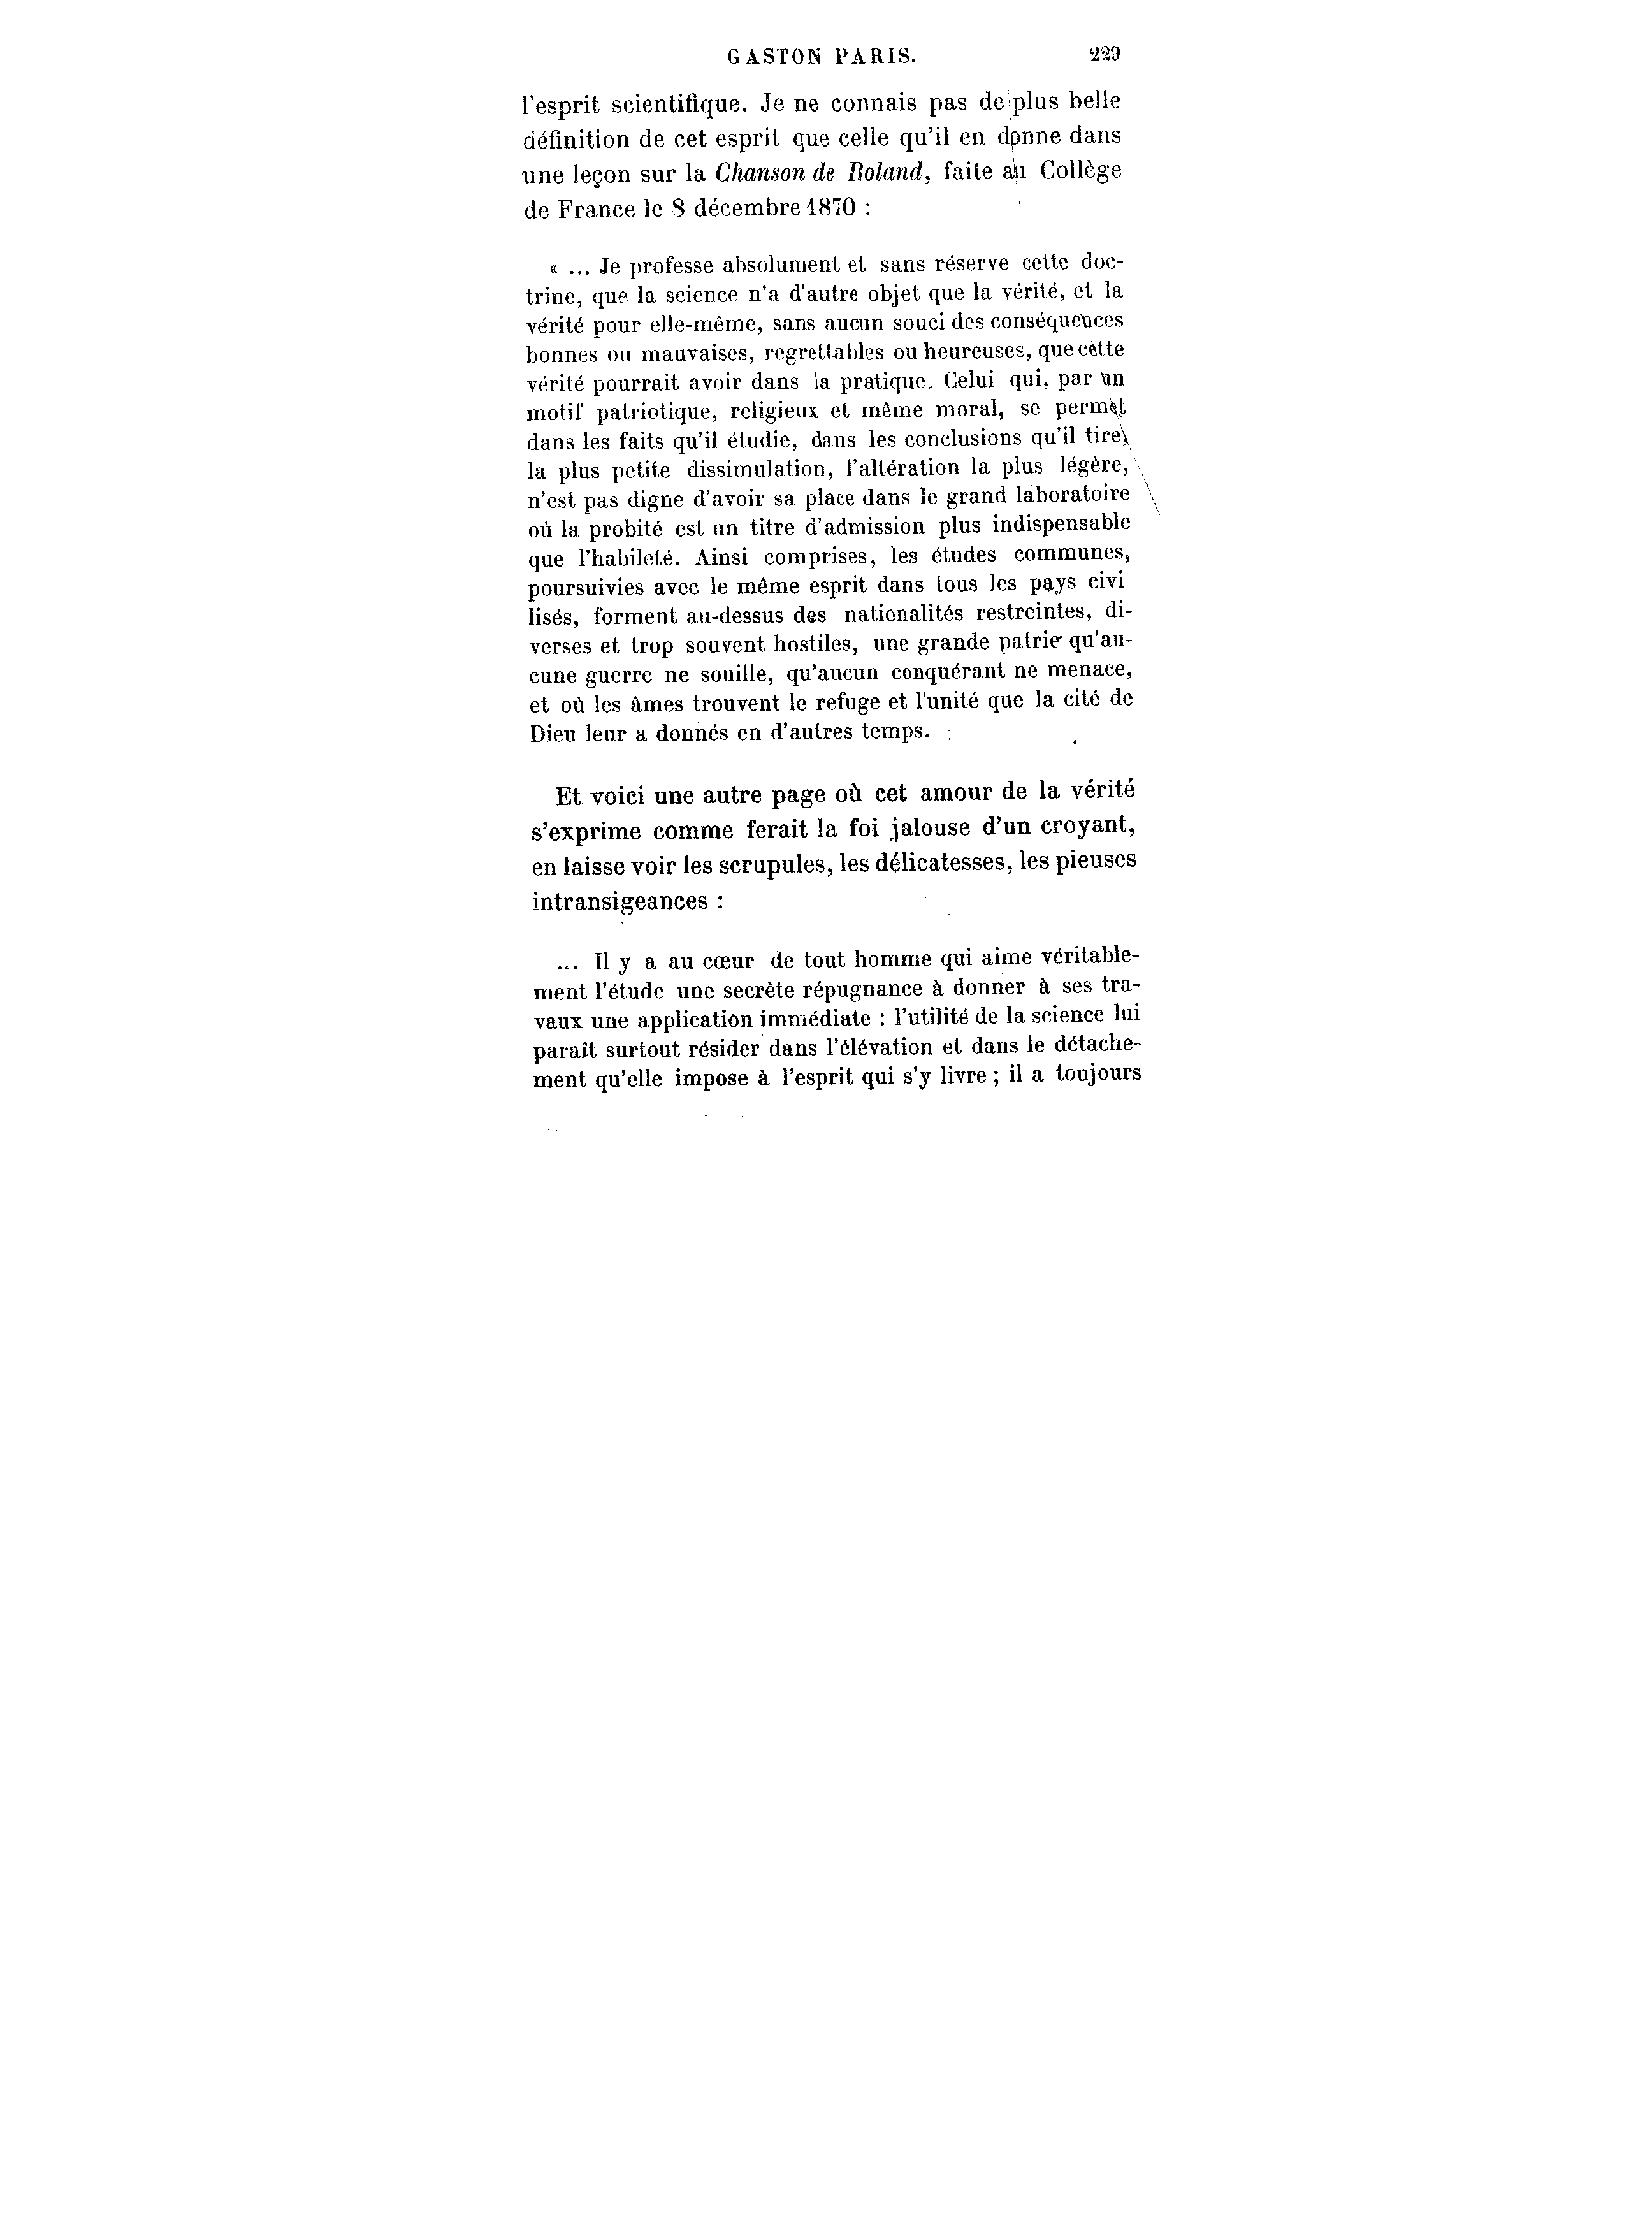 GASTON PARIS. 229
l'esprit scientifique. Je ne connais pas de plus belle
définition de cet esprit que celle qu'il en donne dans
une leçon sur la Chanson de Roland, faite au Collège
de France le 8 décembre 1870 :
« ... Je professe absolument et sans réserve cette doc-
trine, que la science n'a d'autre objet que la vérité, et la
vérité pour elle-même, sans aucun souci des conséquences
bonnes ou mauvaises, regrettables ou heureuses, que cette
vérité pourrait avoir dans la pratique. Celui qui, par un
motif patriotique, religieux et même moral, se permet
dans les faits qu'il étudie, dans les conclusions qu'il tire,
la plus petite dissimulation, l'altération la plus légère,
n'est pas digne d'avoir sa place dans le grand laboratoire
où la probité est un titre d'admission plus indispensable
que l'habileté. Ainsi comprises, les études communes,
poursuivies avec le même esprit dans tous les pays civi
lisés, forment au-dessus des nationalités restreintes, di-
verses et trop souvent hostiles, une grande patrie qu'au-
cune guerre ne souille, qu'aucun conquérant ne menace,
et où les âmes trouvent le refuge et l'unité que la cité de
Dieu leur a donnés en d'autres temps.
Et voici une autre page où cet amour de la vérité
s'exprime comme ferait la foi jalouse d'un croyant,
en laisse voir les scrupules, les délicatesses, les pieuses
intransigeances :
... Il y a au cœur de tout homme qui aime véritable-
ment l'étude une secrète répugnance à donner à ses tra-
vaux une application immédiate : l'utilité de la science lui
paraît surtout résider dans l'élévation et dans le détache-
ment qu'elle impose à l'esprit qui s'y livre ; il a toujours